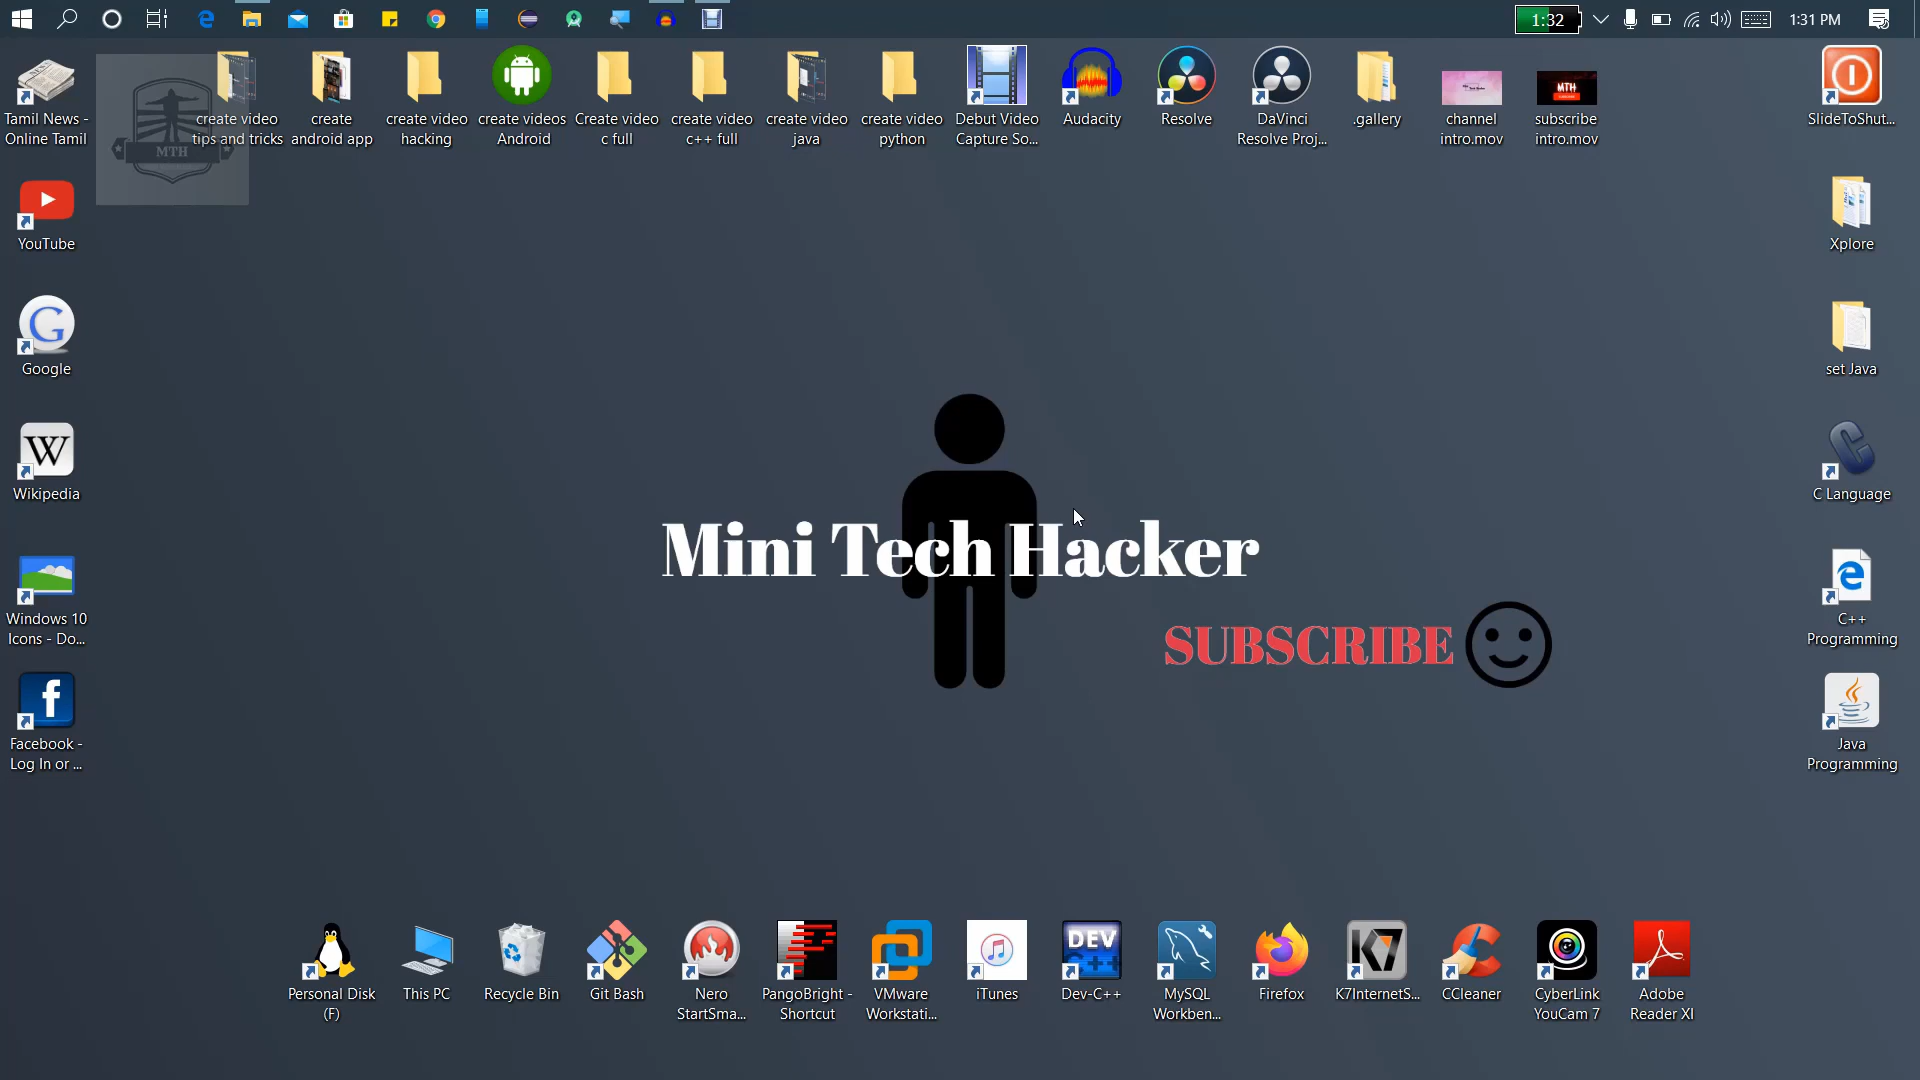 1:32
1:31 PM
Tamil News -
Online Tamil
MTH
create video
tips and tricks
create
android app
create video
hacking
create videos
Android
Create video
c full
create video
c++ full
create video
java
create video
python
Debut Video
Capture So...
Audacity
Resolve
DaVinci
Resolve Proj...
.gallery
channel
intro.mov
MTH
subscribe
intro.mov
SlideToShut...
YouTube
Xplore
G
Google
set Java
W
Wikipedia
C Language
Windows 10
Icons - Do...
C++
Programming
Facebook -
Log In or ...
Java
Programming
Mini Tech Hacker
SUBSCRIBE
Personal Disk
(F)
This PC
Recycle Bin
Git Bash
Nero
StartSma...
PangoBright -
Shortcut
VMware
Workstati...
iTunes
DEV
C++
Dev-C++
MySQL
Workben...
Firefox
K7
K7InternetS...
CCleaner
CyberLink
YouCam 7
Adobe
Reader XI